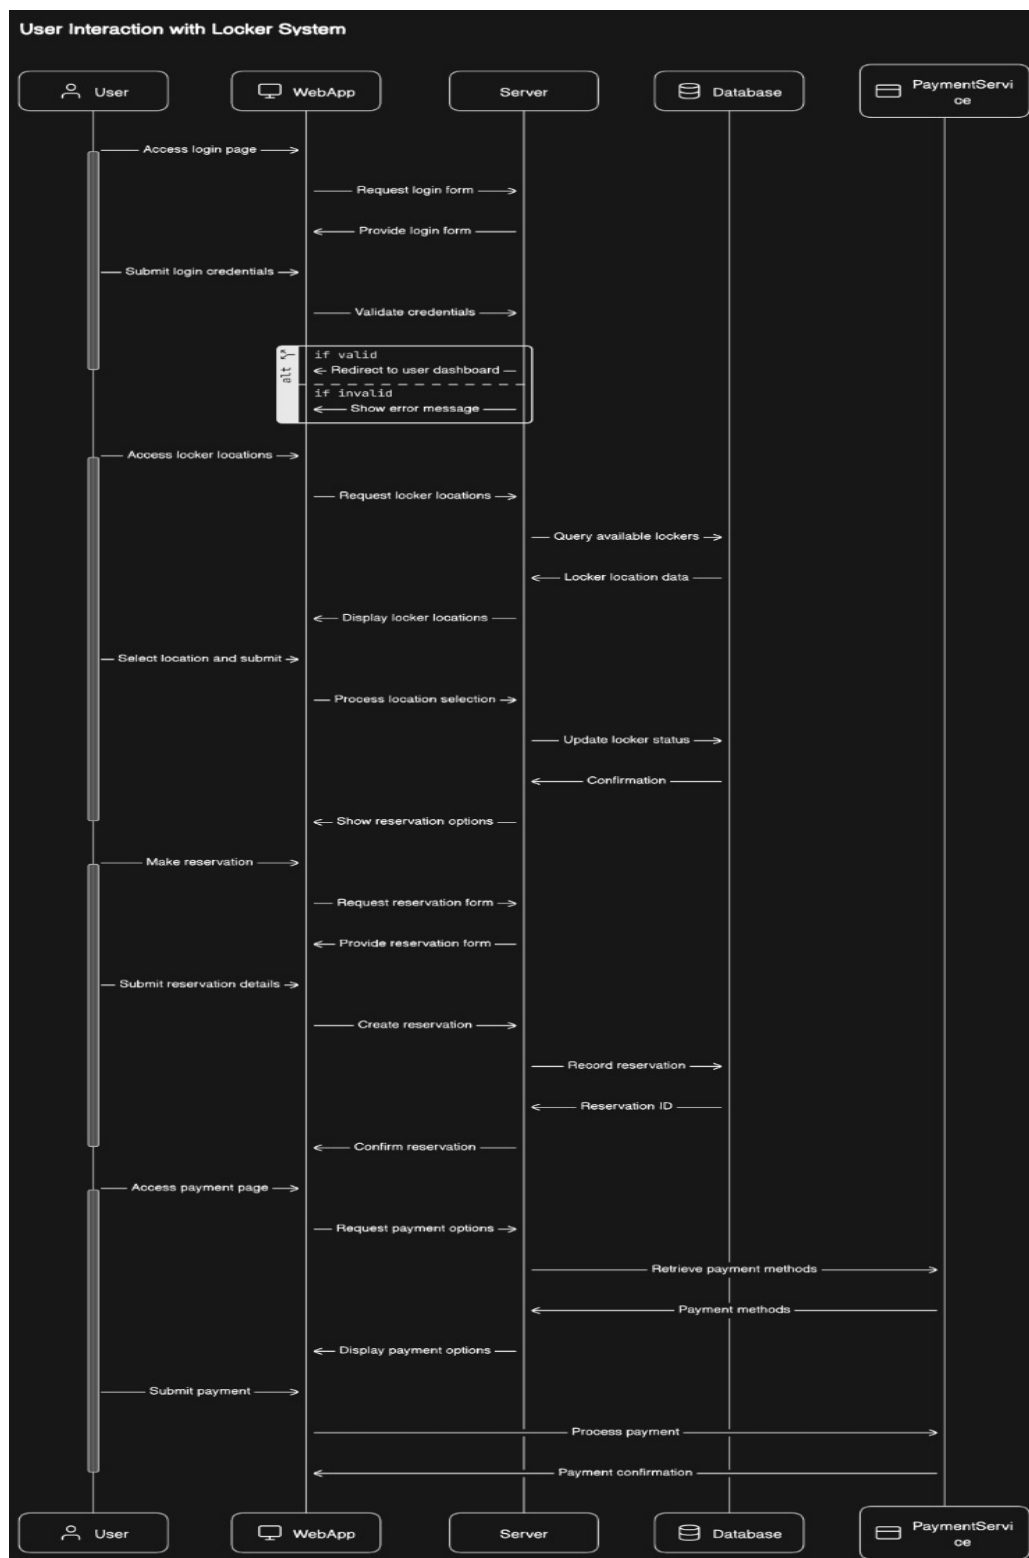 User Interaction with Locker System
User
WebApp
Server
Database
PaymentServi
ce
Access login page
Request login form
Provide login form
Submit login credentials
Validate credentials
alt
if valid
Redirect to user dashboard
if invalid
Show error message
Access locker locations
Request locker locations
Query available lockers
Locker location data
Display locker locations
Select location and submit
Process location selection
Update locker status
Confirmation
Show reservation options
Make reservation
Request reservation form
Provide reservation form
Submit reservation details
Create reservation
Record reservation
Reservation ID
Confirm reservation
Access payment page
Request payment options
Retrieve payment methods
Payment methods
Display payment options
Submit payment
Process payment
Payment confirmation
User
WebApp
Server
Database
PaymentServi
ce